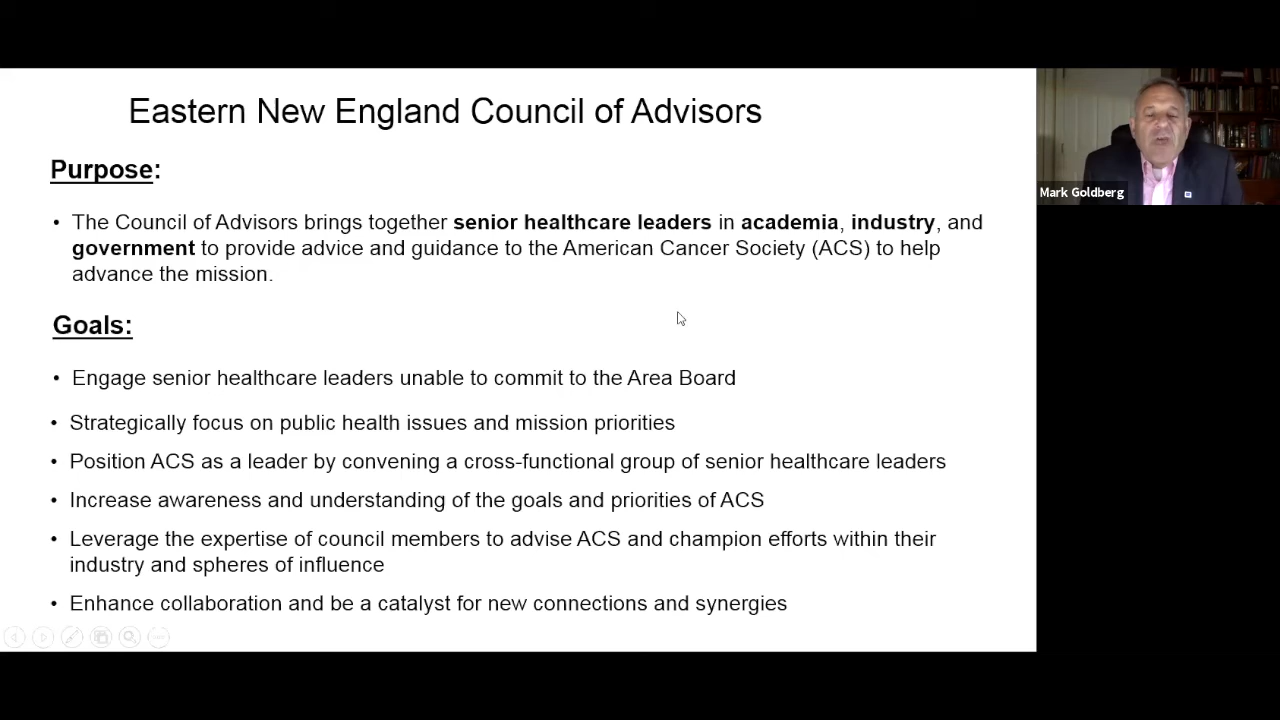 Eastern New England Council of Advisors
Purpose:
• The Council of Advisors brings together senior healthcare leaders in academia, industry, and
government to provide advice and guidance to the American Cancer Society (ACS) to help
advance the mission.
Goals:
• Engage senior healthcare leaders unable to commit to the Area Board
• Strategically focus on public health issues and mission priorities
• Position ACS as a leader by convening a cross-functional group of senior healthcare leaders
• Increase awareness and understanding of the goals and priorities of ACS
• Leverage the expertise of council members to advise ACS and champion efforts within their
industry and spheres of influence
• Enhance collaboration and be a catalyst for new connections and synergies
Mark Goldberg